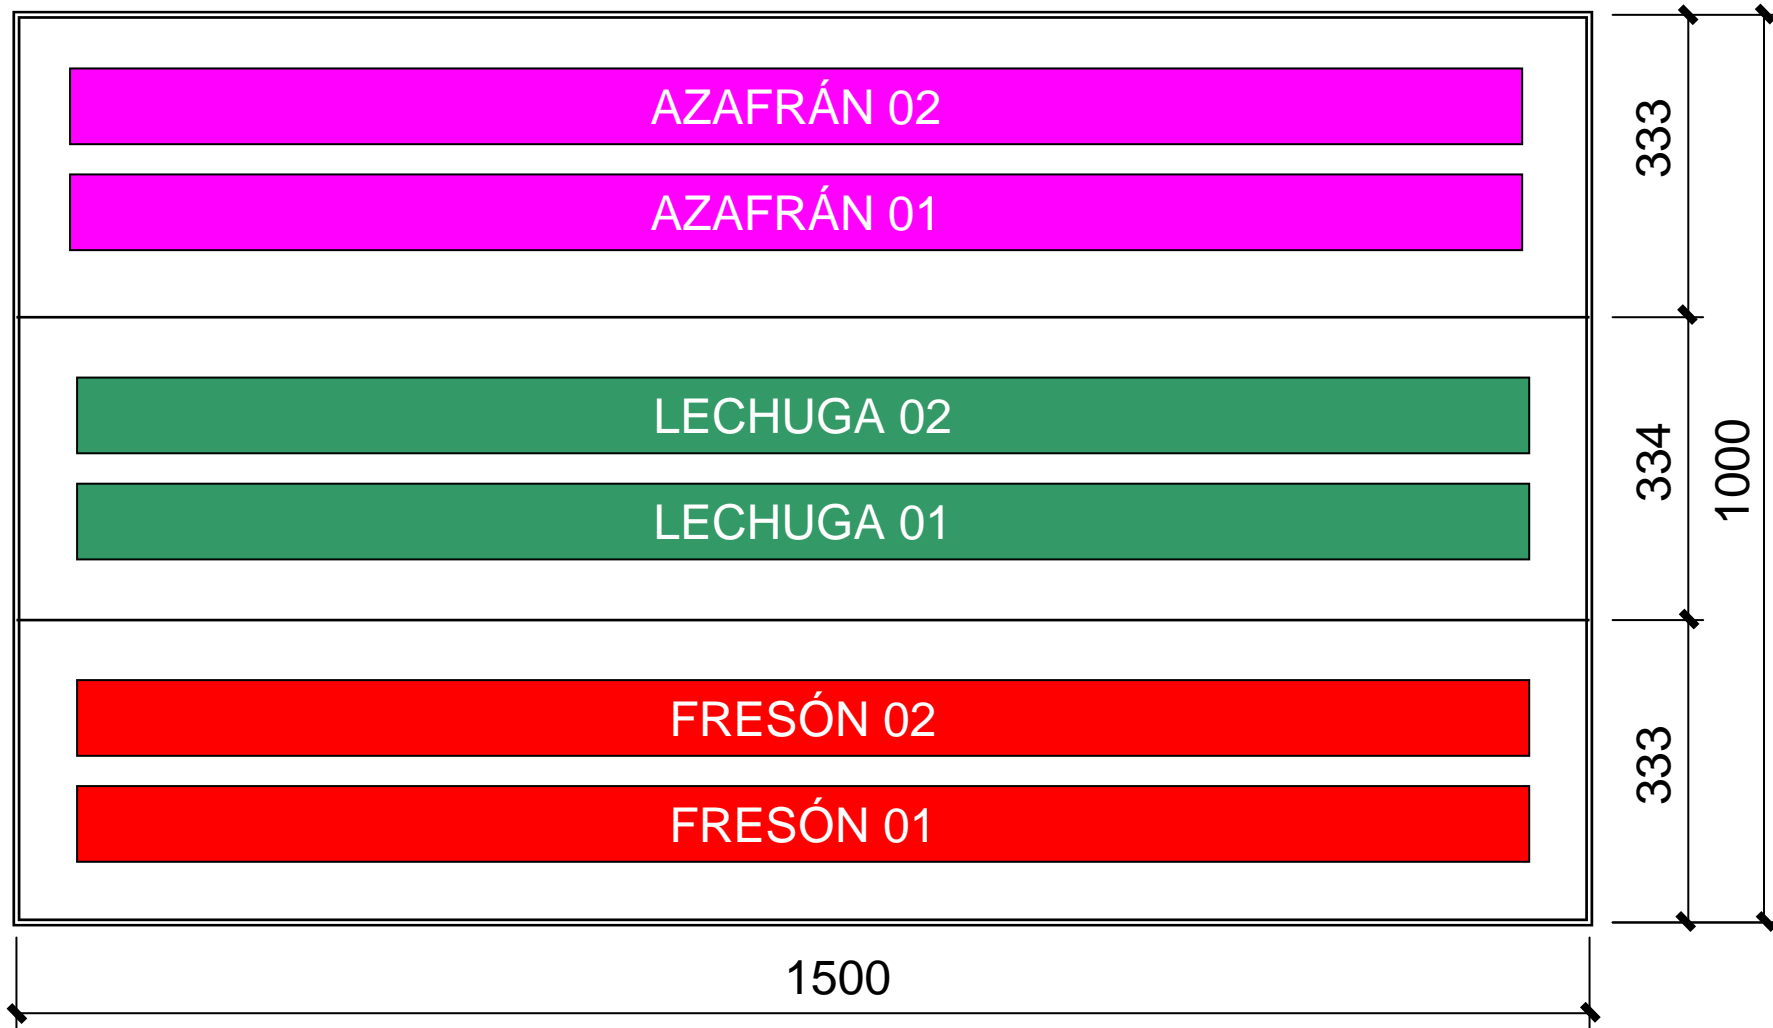 AZAFRÁN 02
AZAFRÁN 01
LECHUGA 02
LECHUGA 01
FRESÓN 02
FRESÓN 01
333
334
333
1000
1500